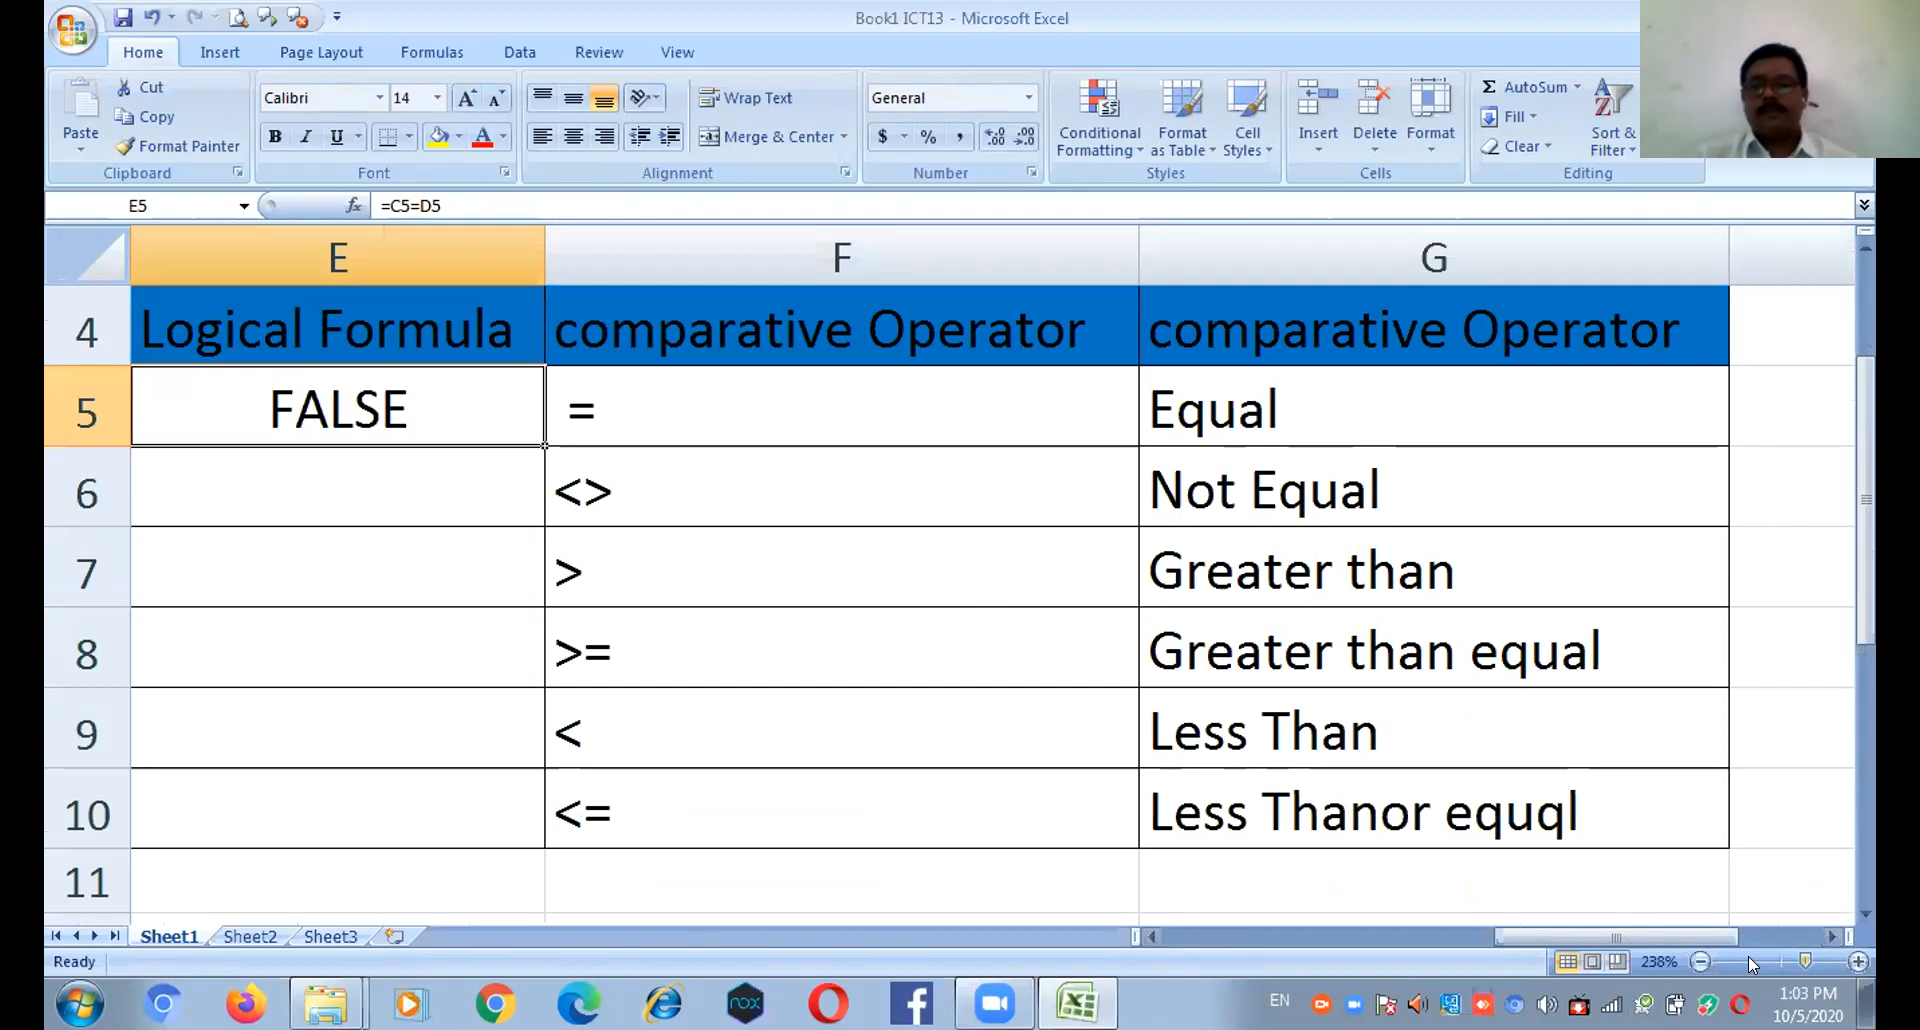 Book1 ICT13 - Microsoft Excel
Home Insert Page Layout Formulas Data Review View
Paste
Cut
Copy
Format Painter
Clipboard
Calibri 14
B I U A
Font
Wrap Text
Merge & Center
Alignment
General
$ % ,
Number
Conditional Formatting
Format as Table
Cell Styles
Styles
Insert Delete Format
Cells
Σ AutoSum
Fill
Clear
Sort & Filter
Editing
E5 fx =C5=D5
E F G
4 Logical Formula comparative Operator comparative Operator
5 FALSE = Equal
6 <> Not Equal
7 > Greater than
8 >= Greater than equal
9 < Less Than
10 <= Less Thanor equql
11
Sheet1 Sheet2 Sheet3
Ready 238%
nox EN 1:03 PM
10/5/2020